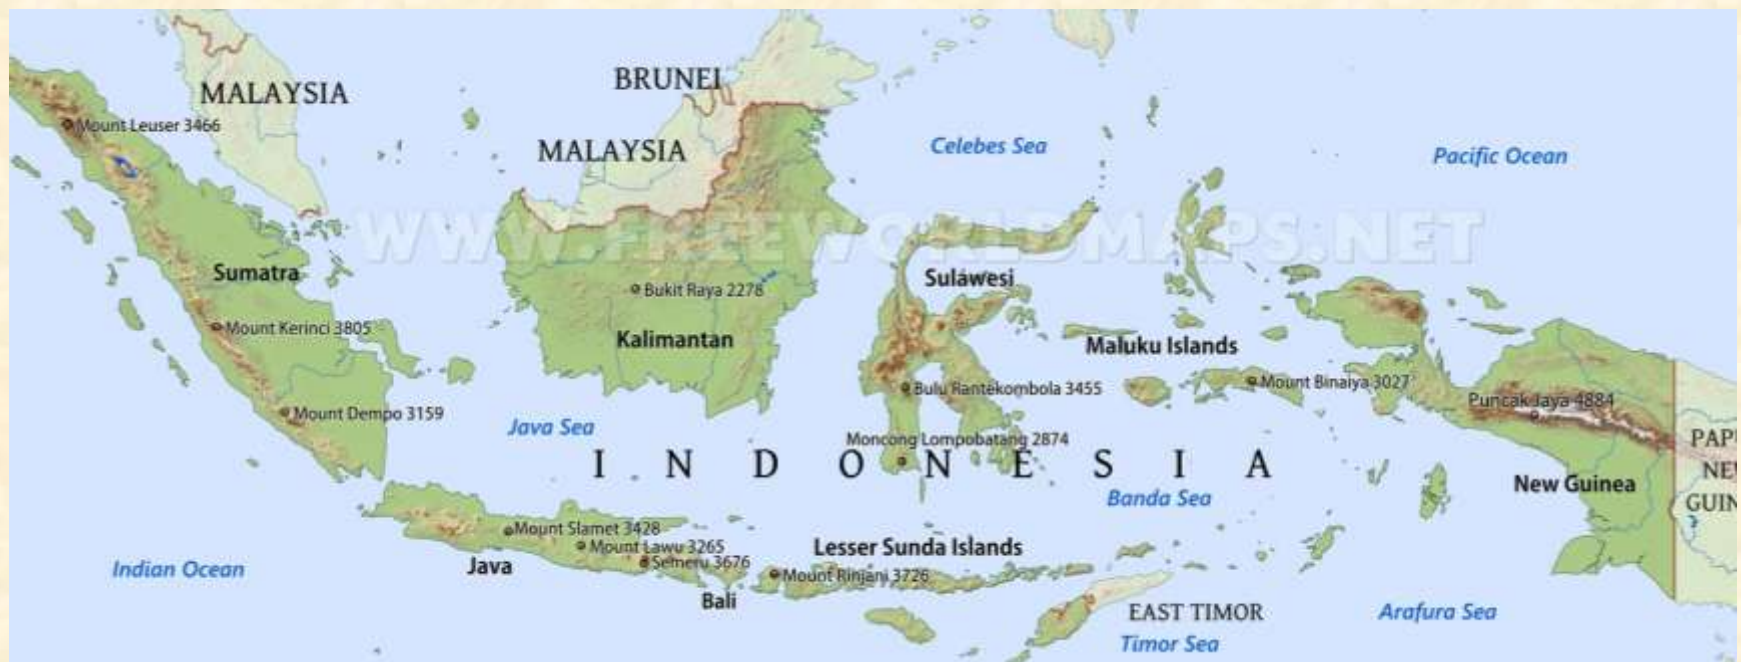 MALAYSIA
BRUNEI
Mount Leuser 3466
MALAYSIA
Celebes Sea
Pacific Ocean
WWW.FREEWORLDMAPS.NET
Sumatra
Sulawesi
Bukit Raya 2278
Mount Kerinci 3805
Kalimantan
Maluku Islands
Mount Binaiya 3027
Bulu Rantekombola 3455
Puncak Jaya 4884
Mount Dempo 3159
Java Sea
Moncong Lompobatang 2874
PAP
INDONESIA
NE
New Guinea
Banda Sea
GUIN
Mount Slamet 3428
Mount Lawu 3265
Lesser Sunda Islands
Semeru 3676
Java
Indian Ocean
Mount Rinjani 3726
Bali
EAST TIMOR
Arafura Sea
Timor Sea